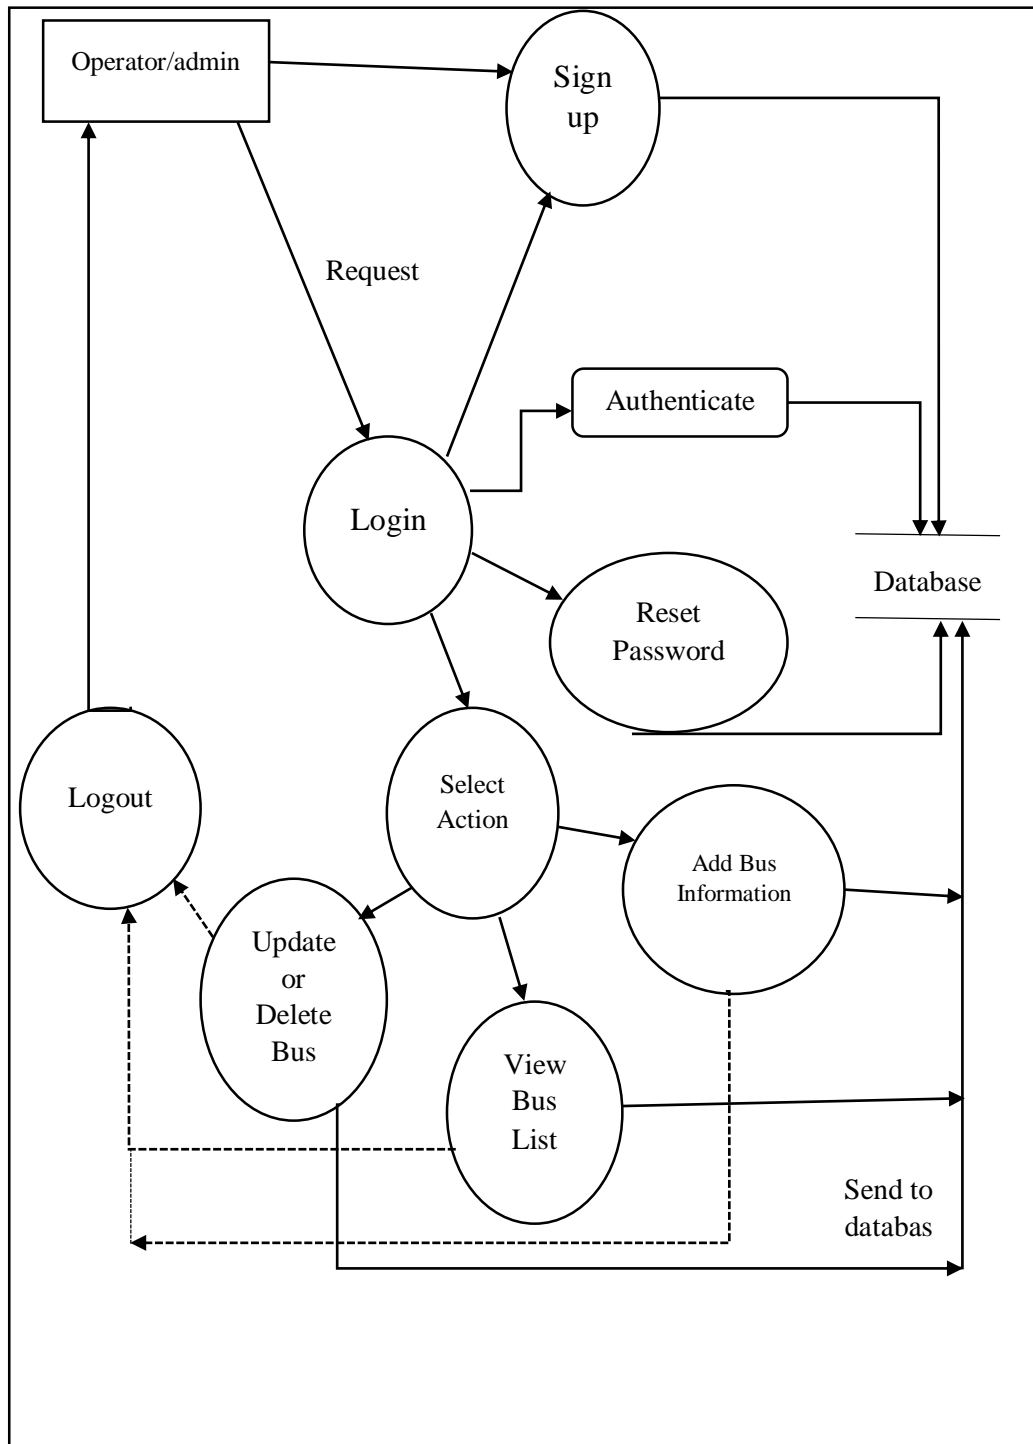 Operator/admin
Sign
up
Request
Authenticate
Login
Database
Reset
Password
Logout
Select
Action
Add Bus
Information
Update
or
Delete
Bus
View
Bus
List
Send to
databas